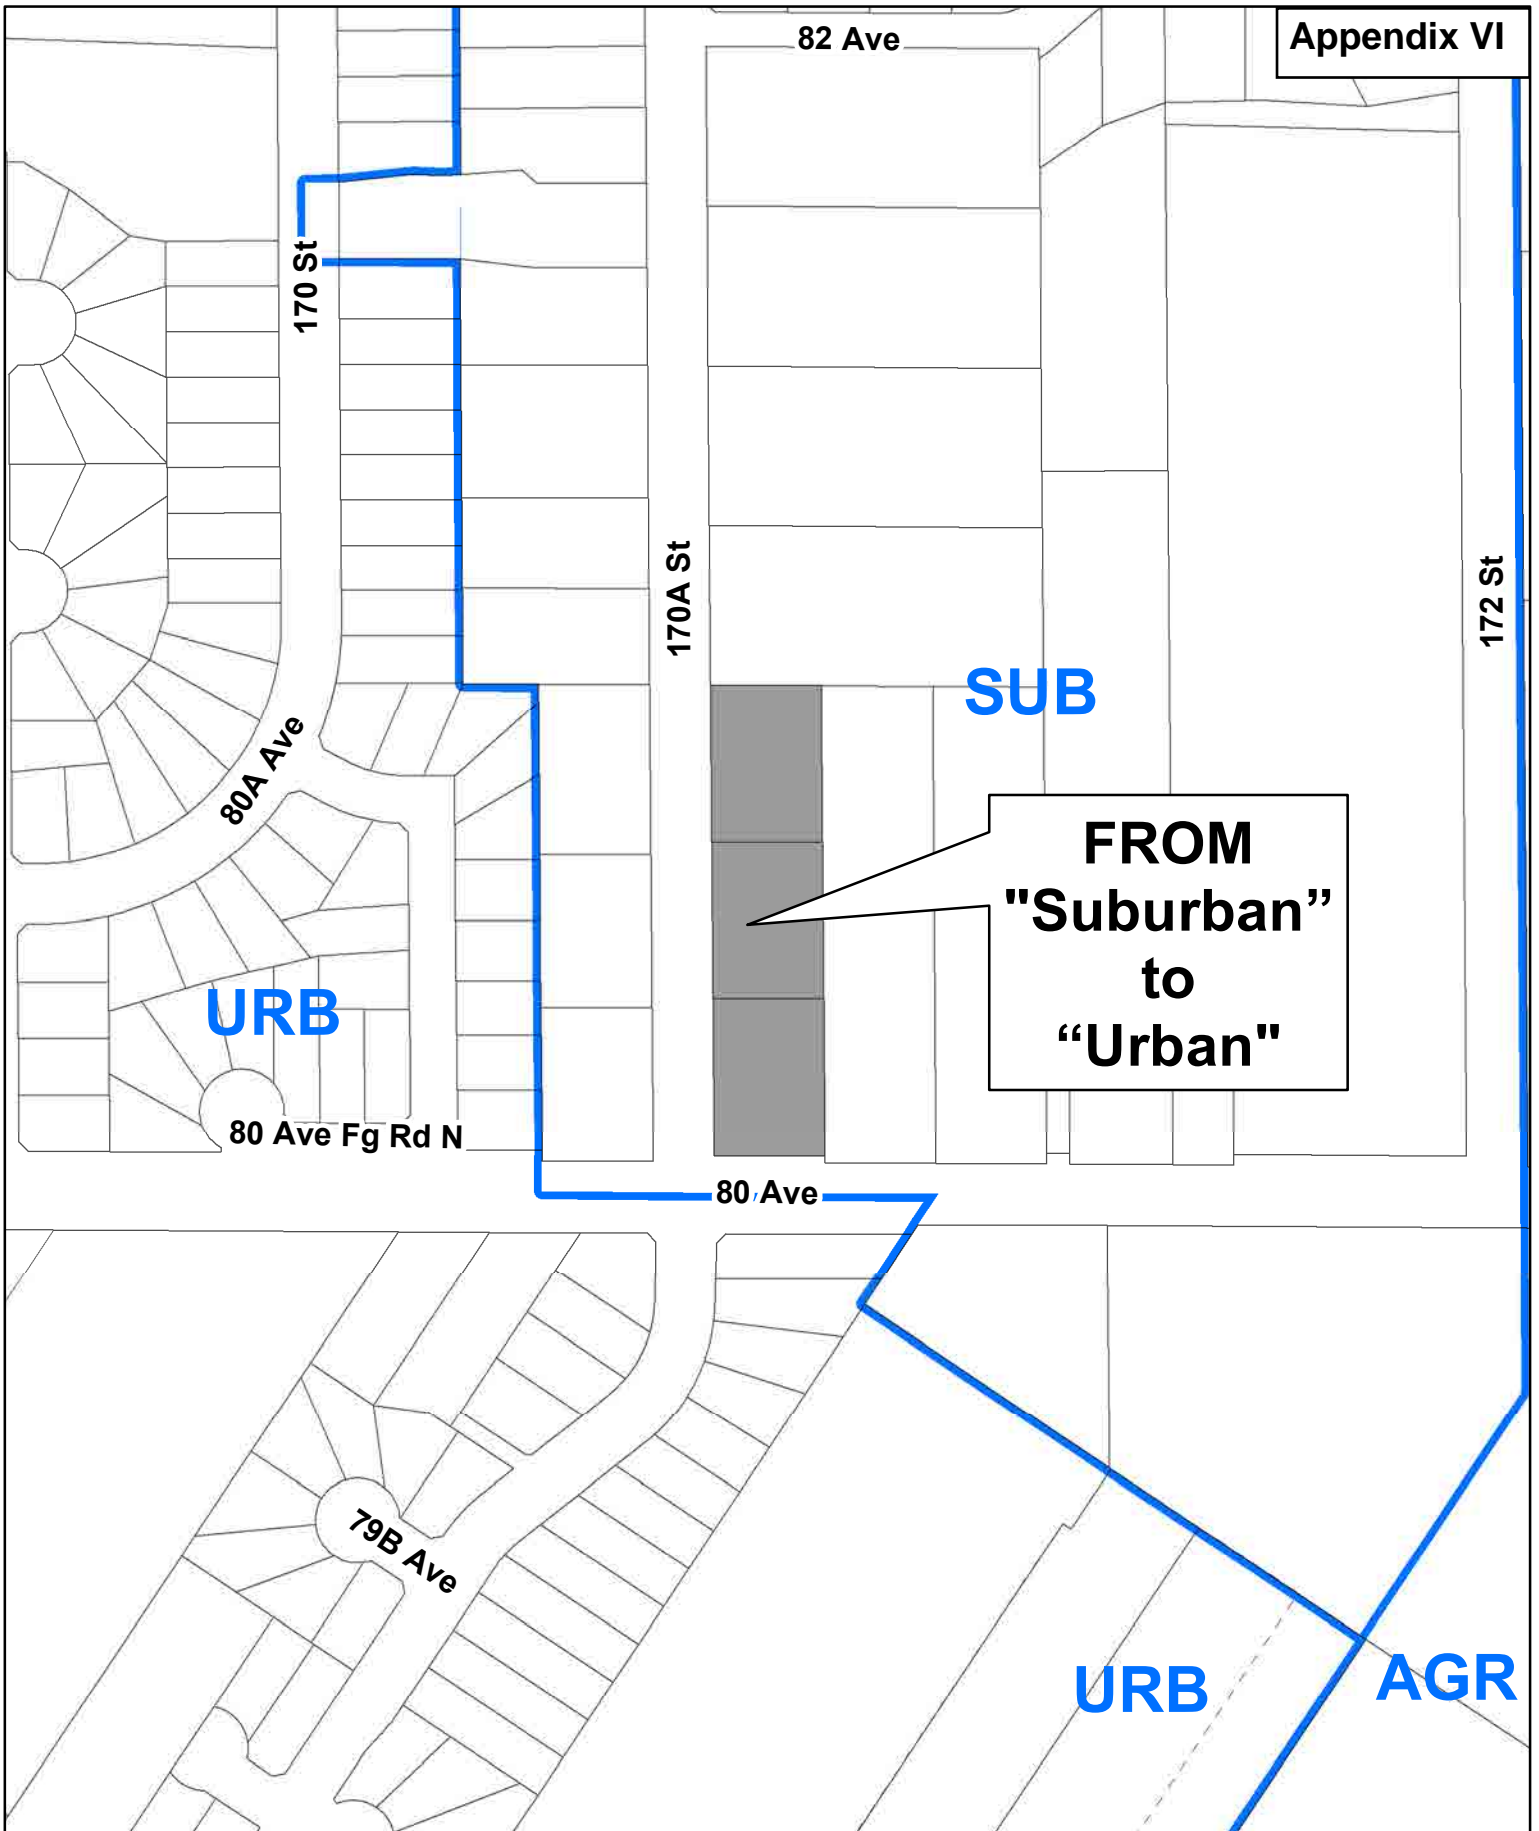 Appendix VI
82 Ave
170 St
170A St
172 St
SUB
80A Ave
FROM
"Suburban”
to
“Urban"
URB
80 Ave Fg Rd N
80 Ave
79B Ave
URB
AGR